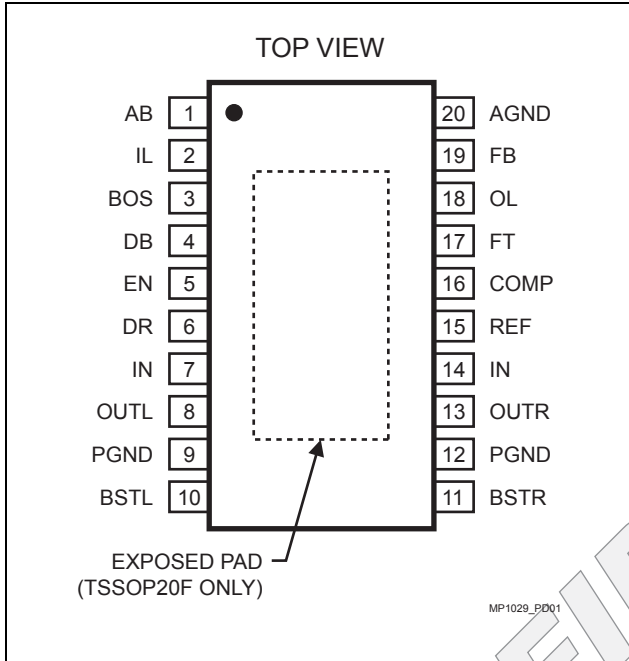 TOP VIEW
AB 1 20 AGND
IL 2 19 FB
BOS 3 18 OL
DB 4 17 FT
EN 5 16 COMP
DR 6 15 REF
IN 7 14 IN
OUTL 8 13 OUTR
PGND 9 12 PGND
BSTL 10 11 BSTR
EXPOSED PAD
(TSSOP20F ONLY)
MP1029_PD01